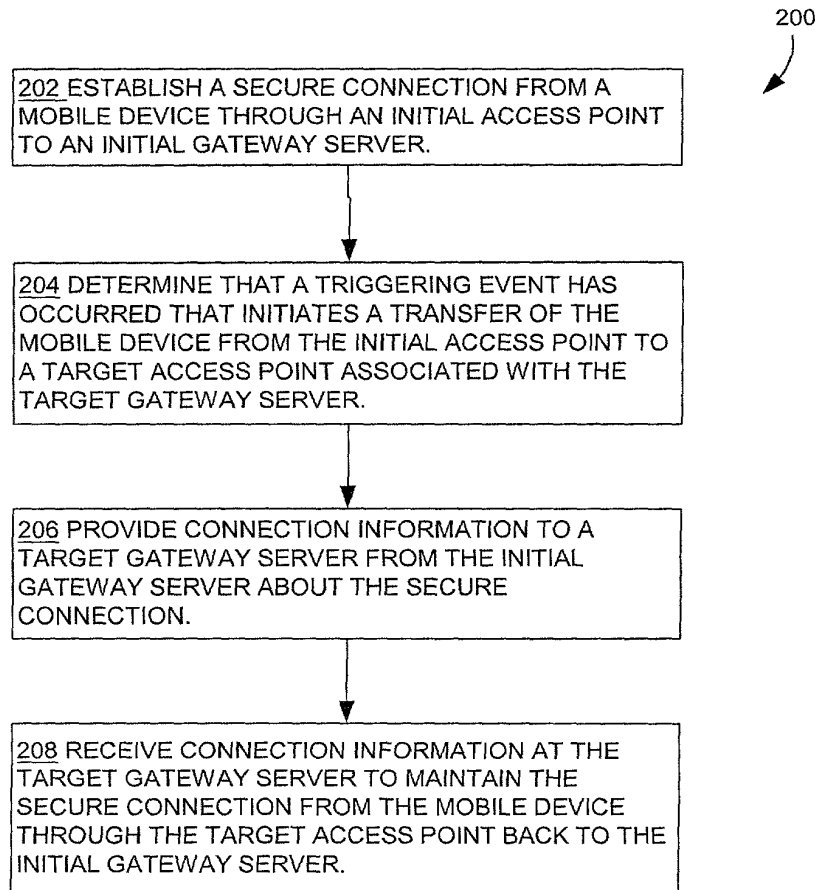 200
202 ESTABLISH A SECURE CONNECTION FROM A
MOBILE DEVICE THROUGH AN INITIAL ACCESS POINT
TO AN INITIAL GATEWAY SERVER.
204 DETERMINE THAT A TRIGGERING EVENT HAS
OCCURRED THAT INITIATES A TRANSFER OF THE
MOBILE DEVICE FROM THE INITIAL ACCESS POINT TO
A TARGET ACCESS POINT ASSOCIATED WITH THE
TARGET GATEWAY SERVER.
206 PROVIDE CONNECTION INFORMATION TO A
TARGET GATEWAY SERVER FROM THE INITIAL
GATEWAY SERVER ABOUT THE SECURE
CONNECTION.
208 RECEIVE CONNECTION INFORMATION AT THE
TARGET GATEWAY SERVER TO MAINTAIN THE
SECURE CONNECTION FROM THE MOBILE DEVICE
THROUGH THE TARGET ACCESS POINT BACK TO THE
INITIAL GATEWAY SERVER.